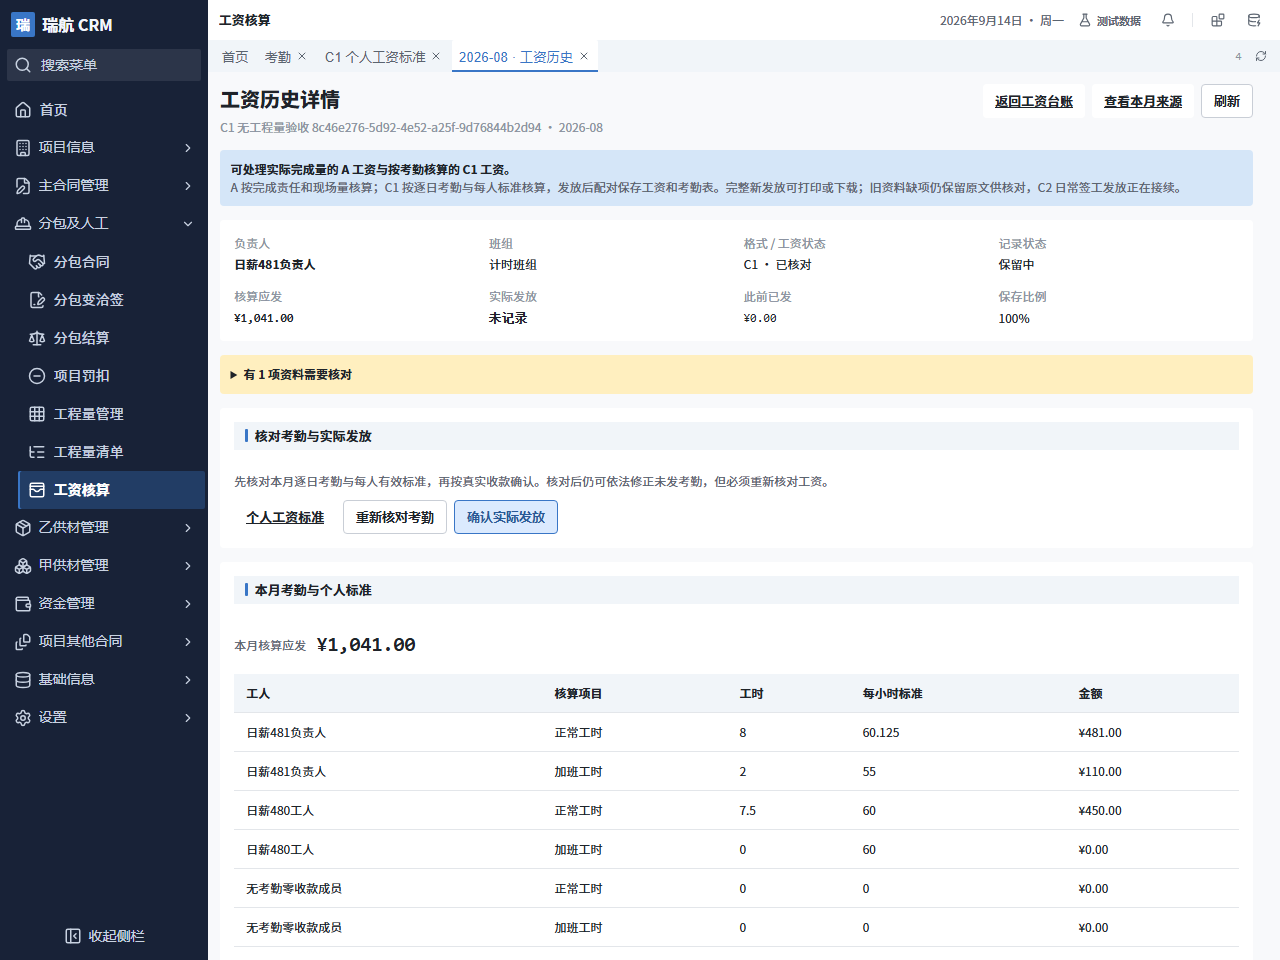 瑞 瑞航 CRM
搜索菜单
首页
项目信息
主合同管理
分包及人工
分包合同
分包变洽签
分包结算
项目罚扣
工程量管理
工程量清单
工资核算
乙供材管理
甲供材管理
资金管理
项目其他合同
基础信息
设置
收起侧栏
工资核算
2026年9月14日 · 周一 测试数据
首页 考勤 × C1 个人工资标准 × 2026-08 · 工资历史 ×
4
工资历史详情
返回工资台账 查看本月来源 刷新
C1 无工程量验收 8c46e276-5d92-4e52-a25f-9d76844b2d94 · 2026-08
可处理实际完成量的 A 工资与按考勤核算的 C1 工资。
A 按完成责任和现场量核算；C1 按逐日考勤与每人标准核算，发放后配对保存工资和考勤表。完整新发放可打印或下载；旧资料缺项仍保留原文供核对，C2 日常签工发放正在接续。
负责人 班组 格式 / 工资状态 记录状态
日薪481负责人 计时班组 C1 · 已核对 保留中
核算应发 实际发放 此前已发 保存比例
¥1,041.00 未记录 ¥0.00 100%
▶ 有 1 项资料需要核对
核对考勤与实际发放
先核对本月逐日考勤与每人有效标准，再按真实收款确认。核对后仍可依法修正未发考勤，但必须重新核对工资。
个人工资标准 重新核对考勤 确认实际发放
本月考勤与个人标准
本月核算应发 ¥1,041.00
工人 核算项目 工时 每小时标准 金额
日薪481负责人 正常工时 8 60.125 ¥481.00
日薪481负责人 加班工时 2 55 ¥110.00
日薪480工人 正常工时 7.5 60 ¥450.00
日薪480工人 加班工时 0 60 ¥0.00
无考勤零收款成员 正常工时 0 0 ¥0.00
无考勤零收款成员 加班工时 0 0 ¥0.00